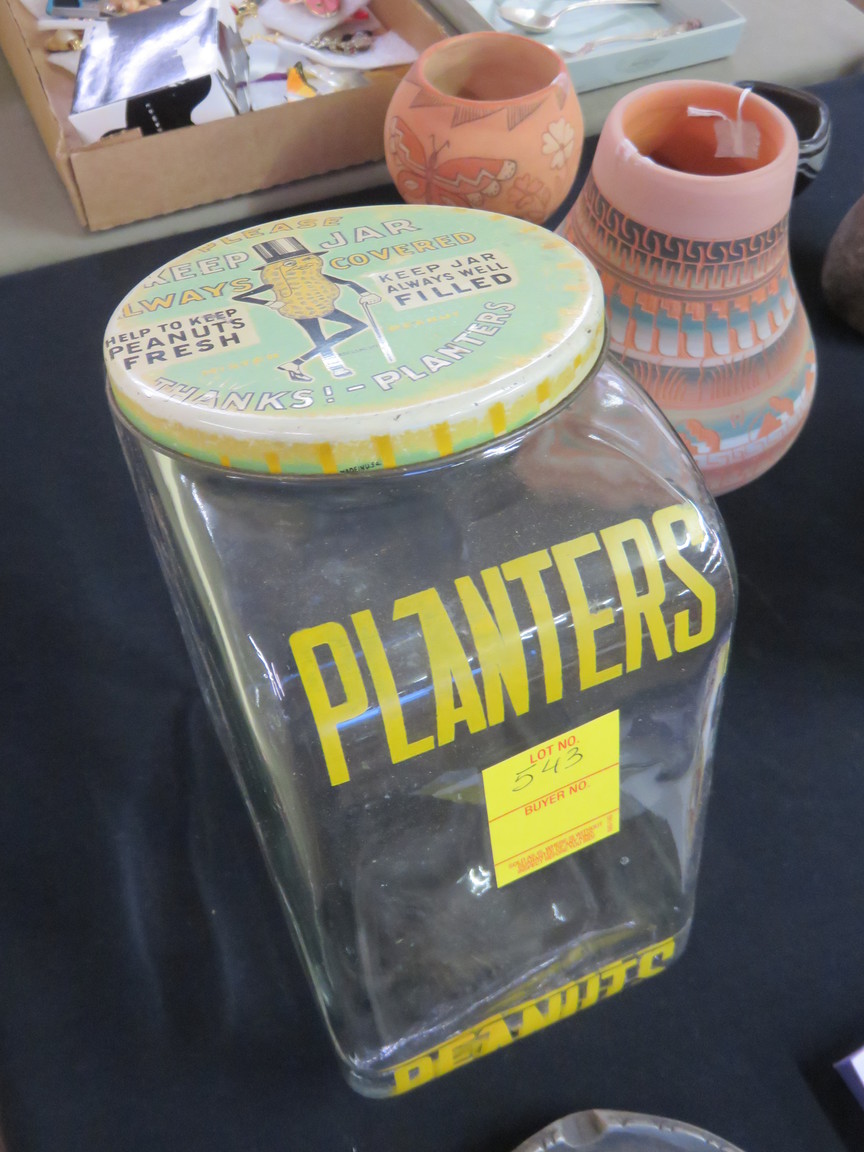 PLEASE
KEEP JAR
ALWAYS COVERED
HELP TO KEEP
PEANUTS
FRESH
KEEP JAR
ALWAYS WELL
FILLED
THANKS! - PLANTERS
PLANTERS
LOT NO.
543
BUYER NO.
PEANUTS